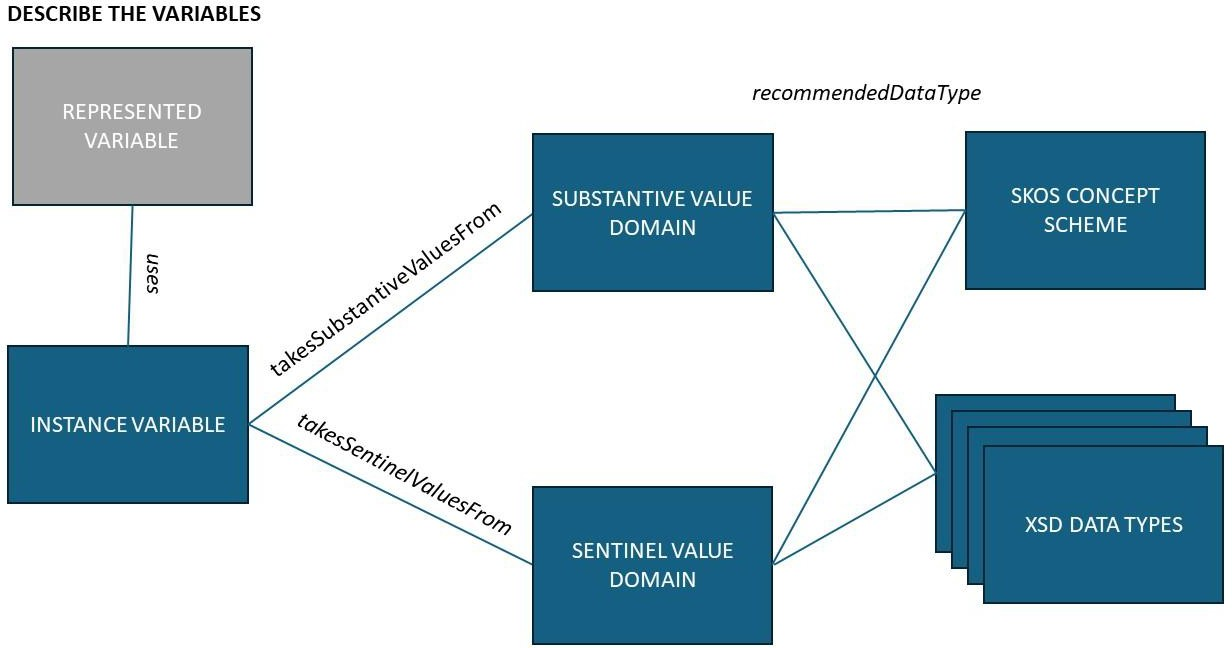 DESCRIBE THE VARIABLES
REPRESENTED
VARIABLE
recommendedDataType
SUBSTANTIVE VALUE
DOMAIN
SKOS CONCEPT
SCHEME
uses
takesSubstantiveValuesFrom
INSTANCE VARIABLE
takesSentinelValuesFrom
SENTINEL VALUE
DOMAIN
XSD DATA TYPES